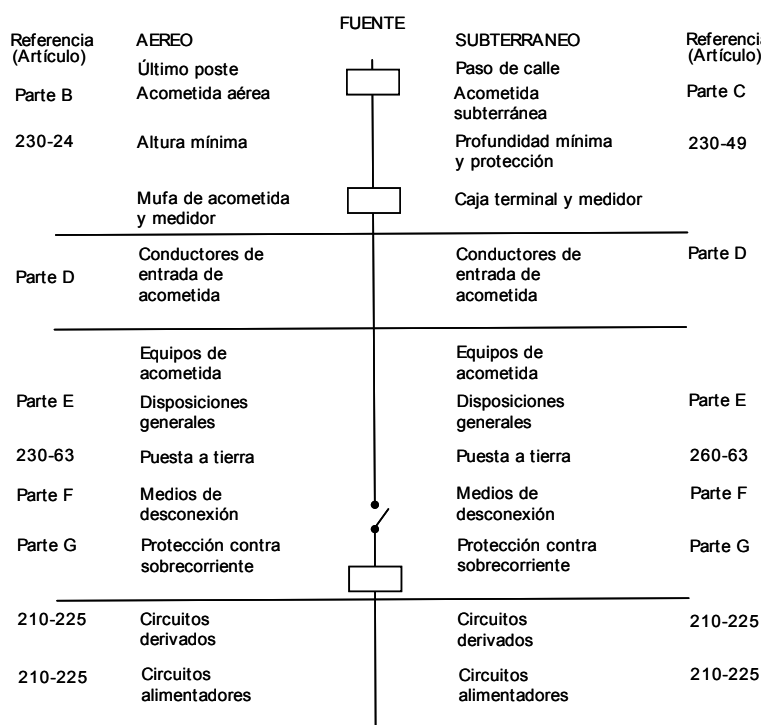 FUENTE
Referencia AEREO SUBTERRANEO Referencia
(Artículo) (Artículo)
Último poste Paso de calle
Parte B Acometida aérea Acometida Parte C
subterránea
230-24 Altura mínima Profundidad mínima 230-49
y protección
Mufa de acometida Caja terminal y medidor
y medidor
Parte D Conductores de Conductores de Parte D
entrada de entrada de
acometida acometida
Equipos de Equipos de
acometida acometida
Parte E Disposiciones Disposiciones Parte E
generales generales
230-63 Puesta a tierra Puesta a tierra 260-63
Parte F Medios de Medios de Parte F
desconexión desconexión
Parte G Protección contra Protección contra Parte G
sobrecorriente sobrecorriente
210-225 Circuitos Circuitos 210-225
derivados derivados
210-225 Circuitos Circuitos 210-225
alimentadores alimentadores